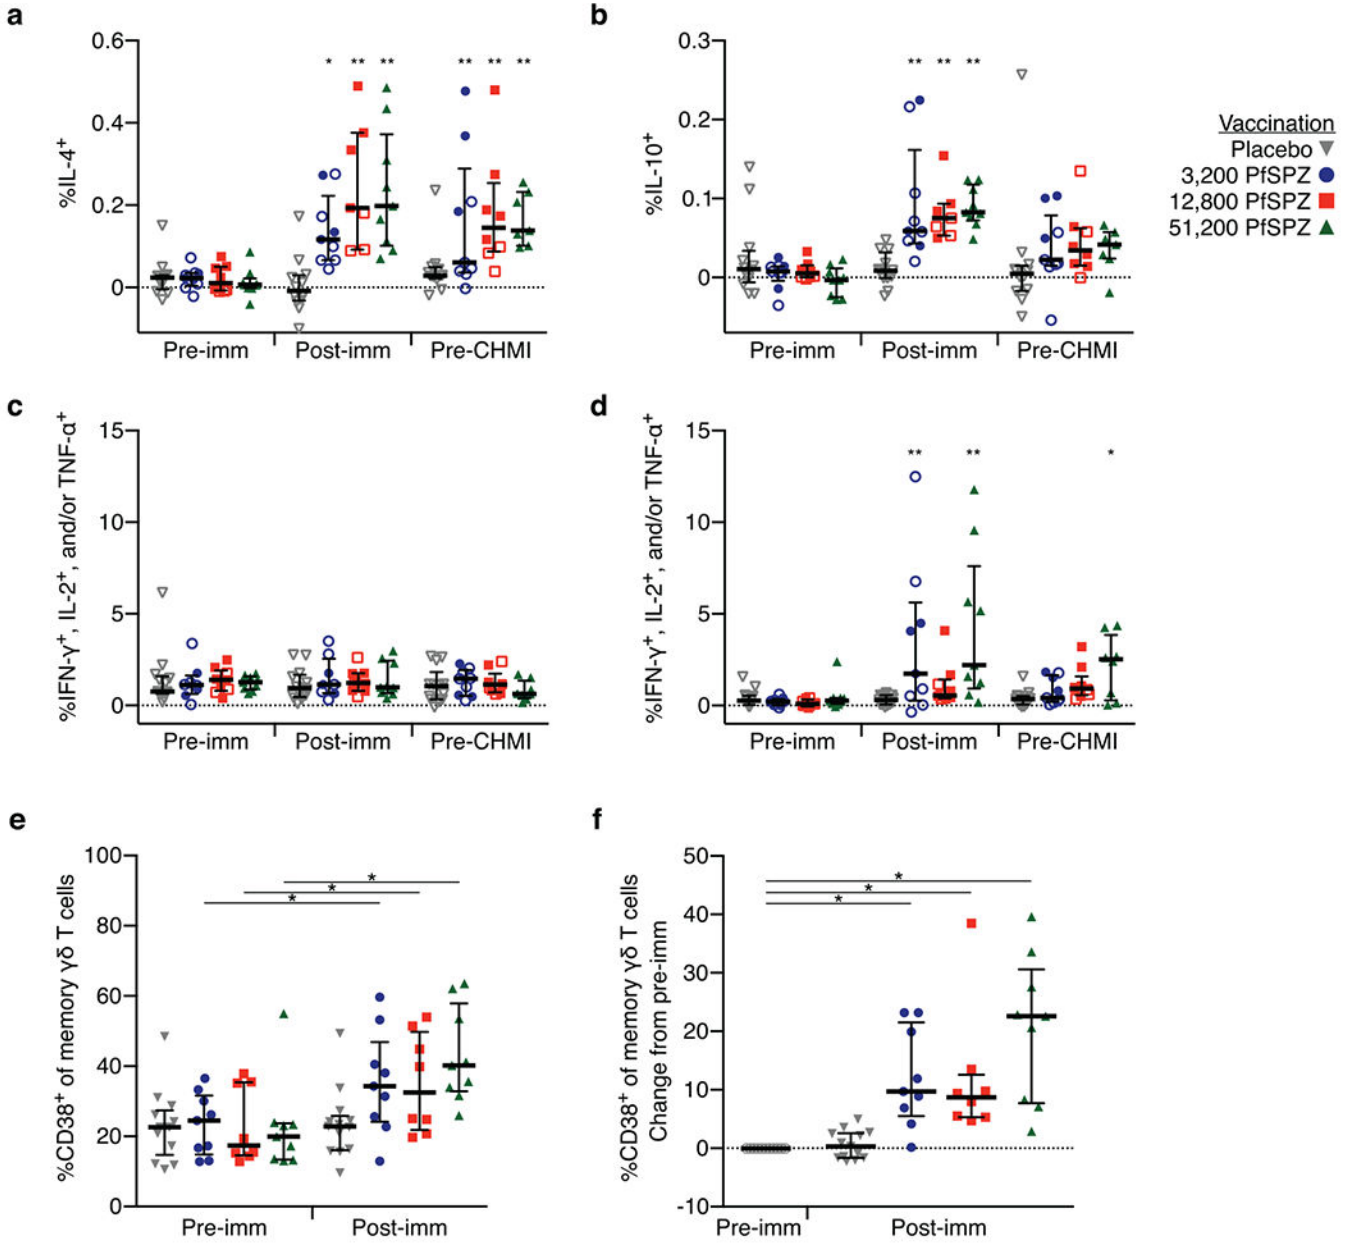 a
%IL-4⁺
0.6
0.4
0.2
0
* ** ** ** ** **
Pre-imm Post-imm Pre-CHMI
b
%IL-10⁺
0.3
0.2
0.1
0
** ** **
Pre-imm Post-imm Pre-CHMI
Vaccination
Placebo
3,200 PfSPZ
12,800 PfSPZ
51,200 PfSPZ
c
%IFN-γ⁺, IL-2⁺, and/or TNF-α⁺
15
10
5
0
Pre-imm Post-imm Pre-CHMI
d
%IFN-γ⁺, IL-2⁺, and/or TNF-α⁺
15
10
5
0
** ** *
Pre-imm Post-imm Pre-CHMI
e
%CD38⁺ of memory γδ T cells
100
80
60
40
20
0
*
*
*
Pre-imm Post-imm
f
%CD38⁺ of memory γδ T cells
Change from pre-imm
50
40
30
20
10
0
-10
*
*
*
Pre-imm Post-imm